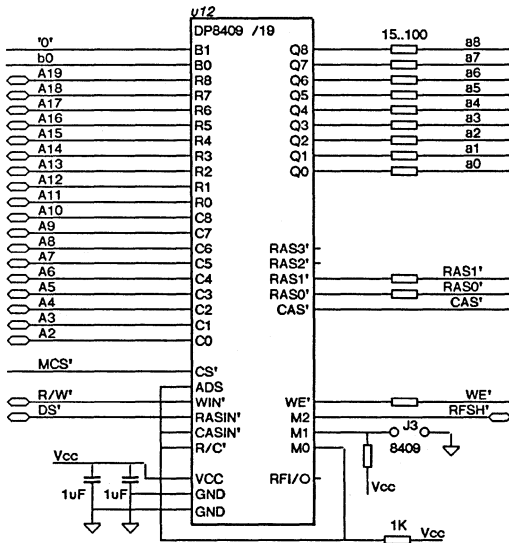 u12
DP8409 /19
15..100
'0' B1 Q8 a8
b0 B0 Q7 a7
A19 R8 Q6 a6
A18 R7 Q5 a5
A17 R6 Q4 a4
A16 R5 Q3 a3
A15 R4 Q2 a2
A14 R3 Q1 a1
A13 R2 Q0 a0
A12 R1
A11 R0
A10 C8
A9 C7
A8 C6 RAS3'
A7 C5 RAS2'
A6 C4 RAS1' RAS1'
A5 C3 RAS0' RAS0'
A4 C2 CAS' CAS'
A3 C1
A2 C0
MCS' CS'
ADS
R/W' WIN' WE' WE'
DS' RASIN' M2 RFSH'
CASIN' M1 J3
R/C' M0 8409
Vcc VCC RFI/O Vcc
1uF 1uF GND
GND
1K Vcc